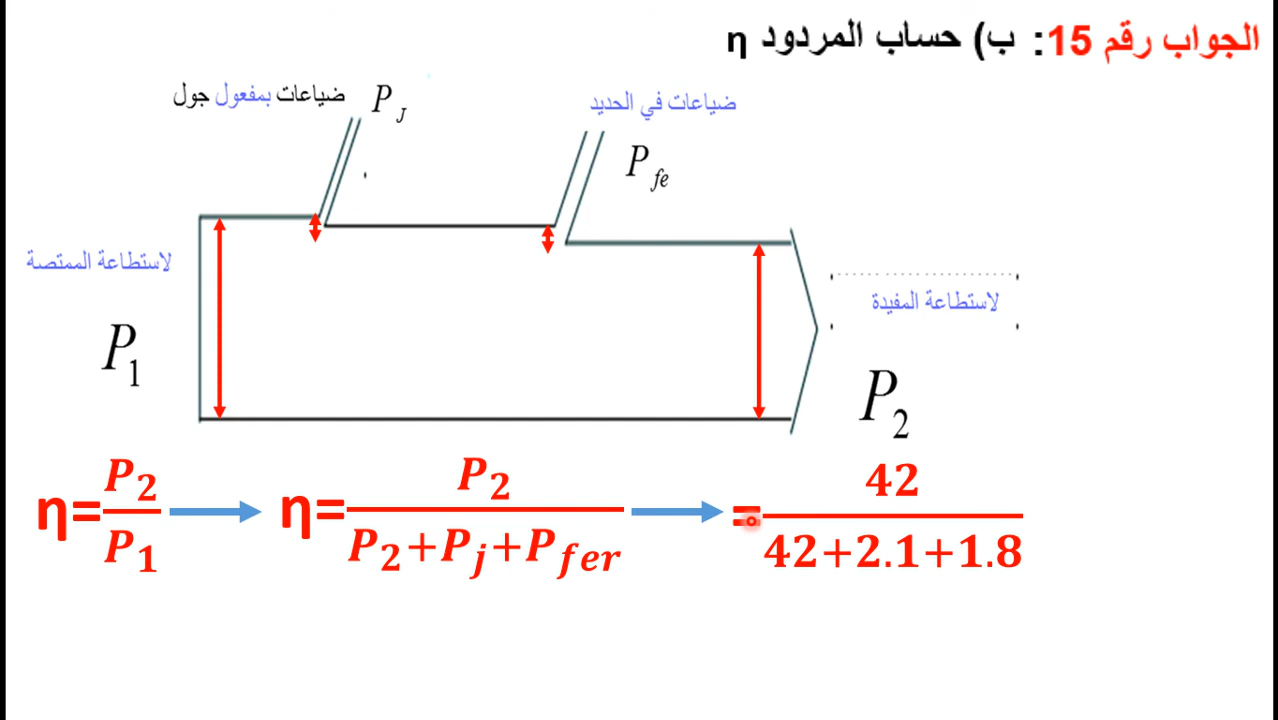 الجواب رقم 15: ب) حساب المردود η
ضياعات بمفعول جول
P_J
ضياعات في الحديد
P_fe
لاستطاعة الممتصة
P_1
لاستطاعة المفيدة
P_2
η=P_2/P_1
η=P_2/(P_2+P_j+P_fer)
=42/(42+2.1+1.8)